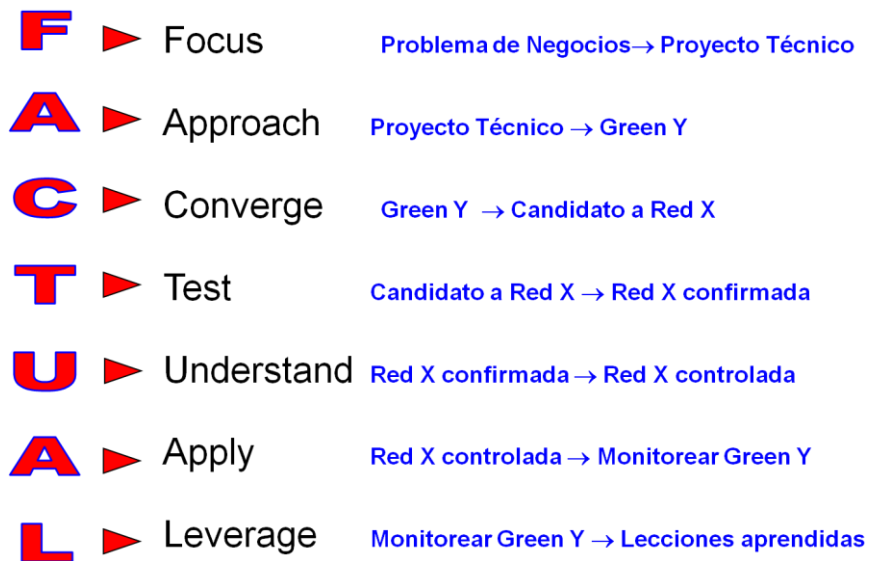 F Focus Problema de Negocios→ Proyecto Técnico
A Approach Proyecto Técnico → Green Y
C Converge Green Y → Candidato a Red X
T Test Candidato a Red X → Red X confirmada
U Understand Red X confirmada → Red X controlada
A Apply Red X controlada → Monitorear Green Y
L Leverage Monitorear Green Y → Lecciones aprendidas